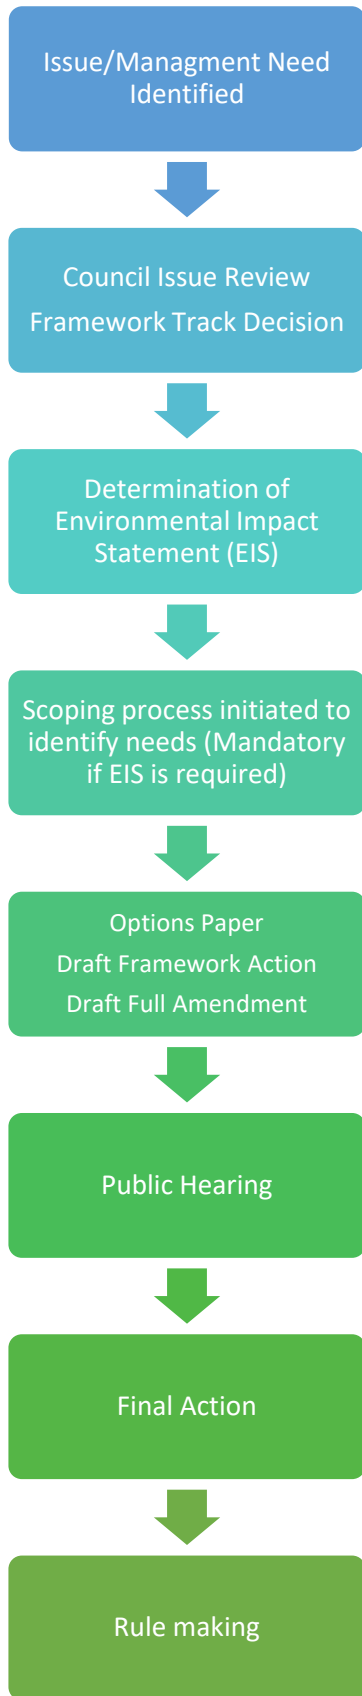 Issue/Managment Need
Identified
Council Issue Review
Framework Track Decision
Determination of
Environmental Impact
Statement (EIS)
Scoping process initiated to
identify needs (Mandatory
if EIS is required)
Options Paper
Draft Framework Action
Draft Full Amendment
Public Hearing
Final Action
Rule making